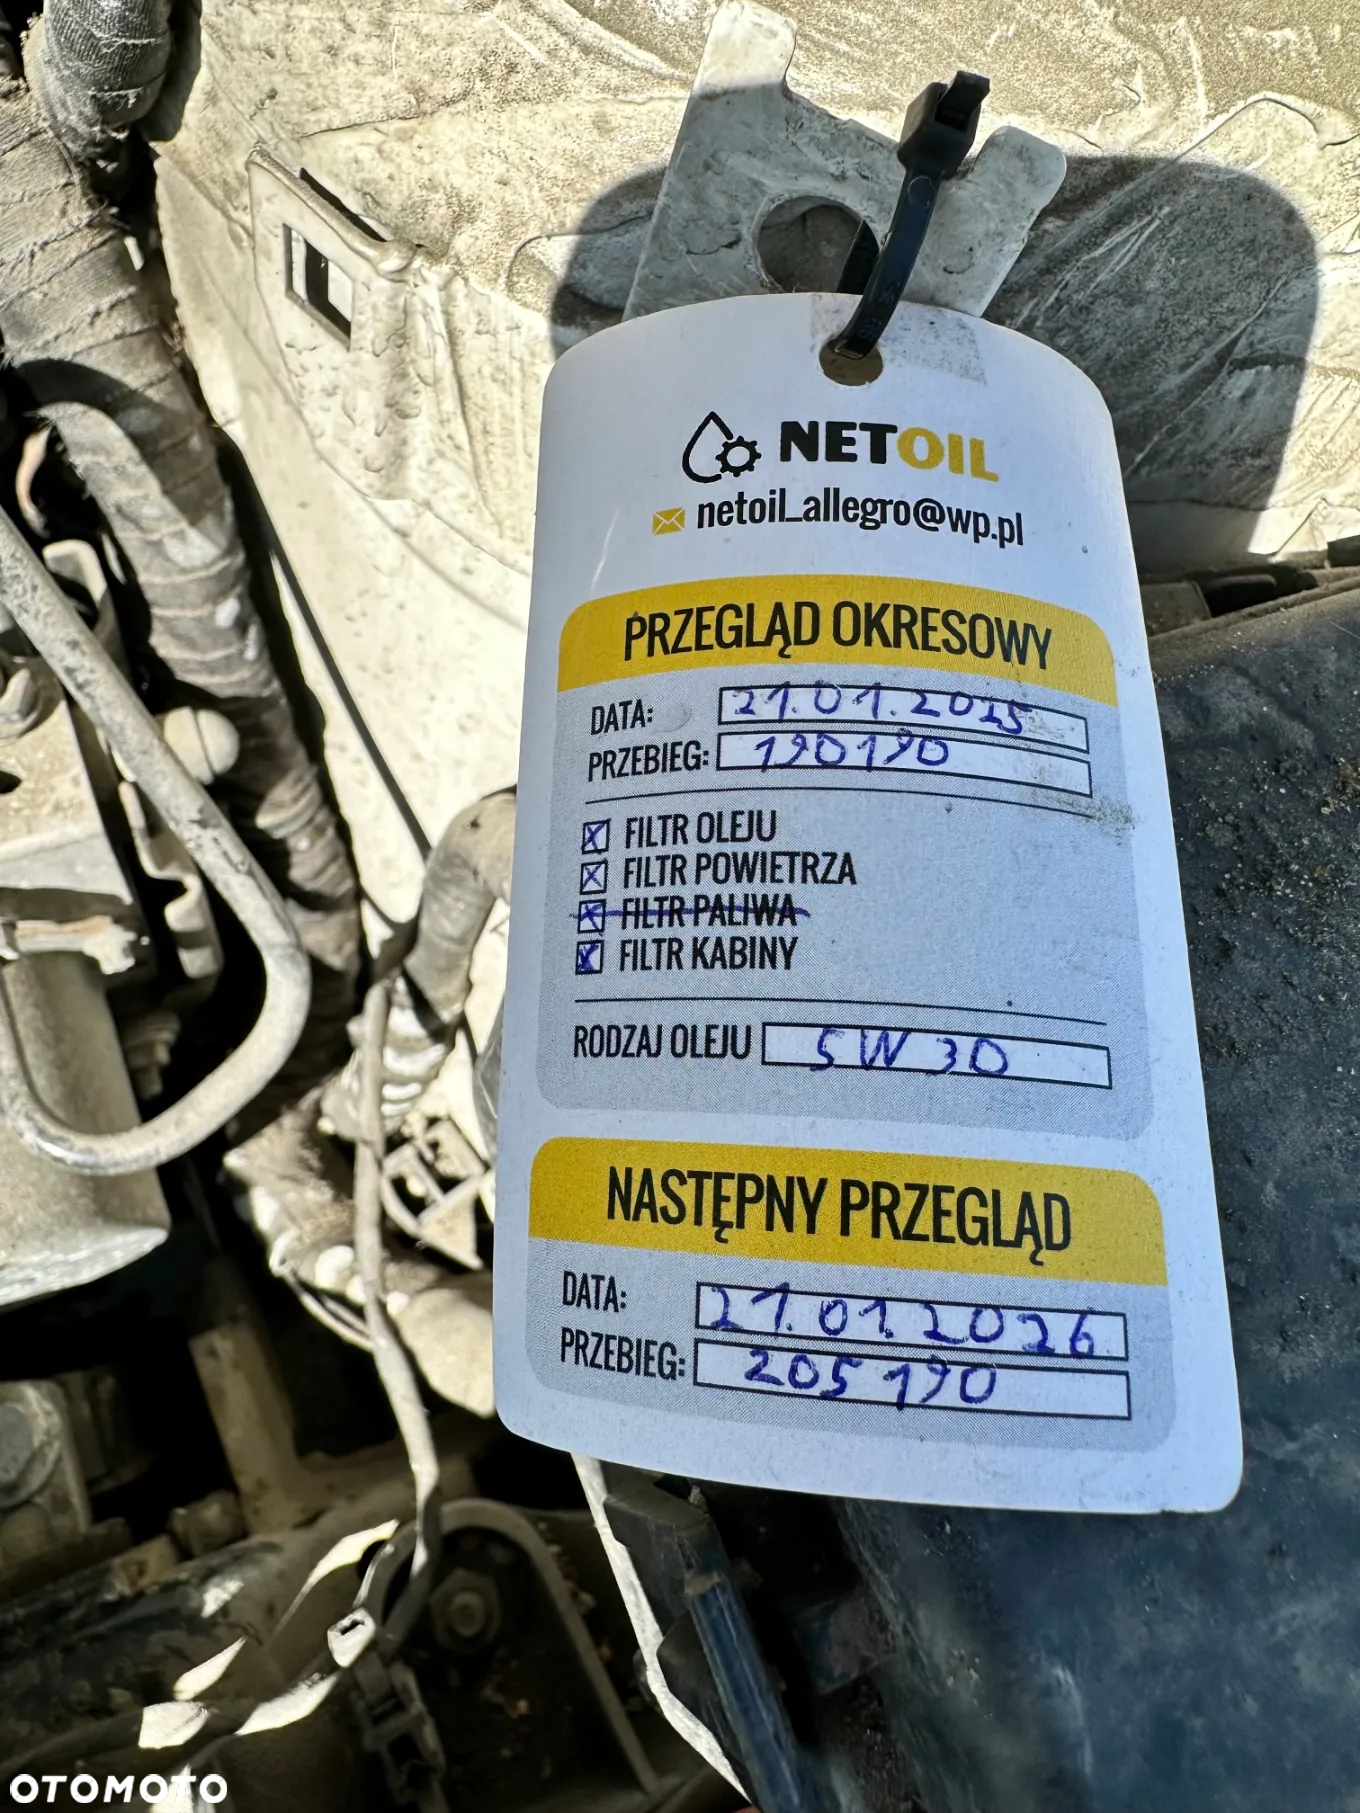 NETOIL
netoil_allegro@wp.pl
PRZEGLĄD OKRESOWY
DATA: 21.01.2025
PRZEBIEG: 190190
FILTR OLEJU
FILTR POWIETRZA
FILTR PALIWA
FILTR KABINY
RODZAJ OLEJU 5W30
NASTĘPNY PRZEGLĄD
DATA: 21.01.2026
PRZEBIEG: 205190
OTOMOTO